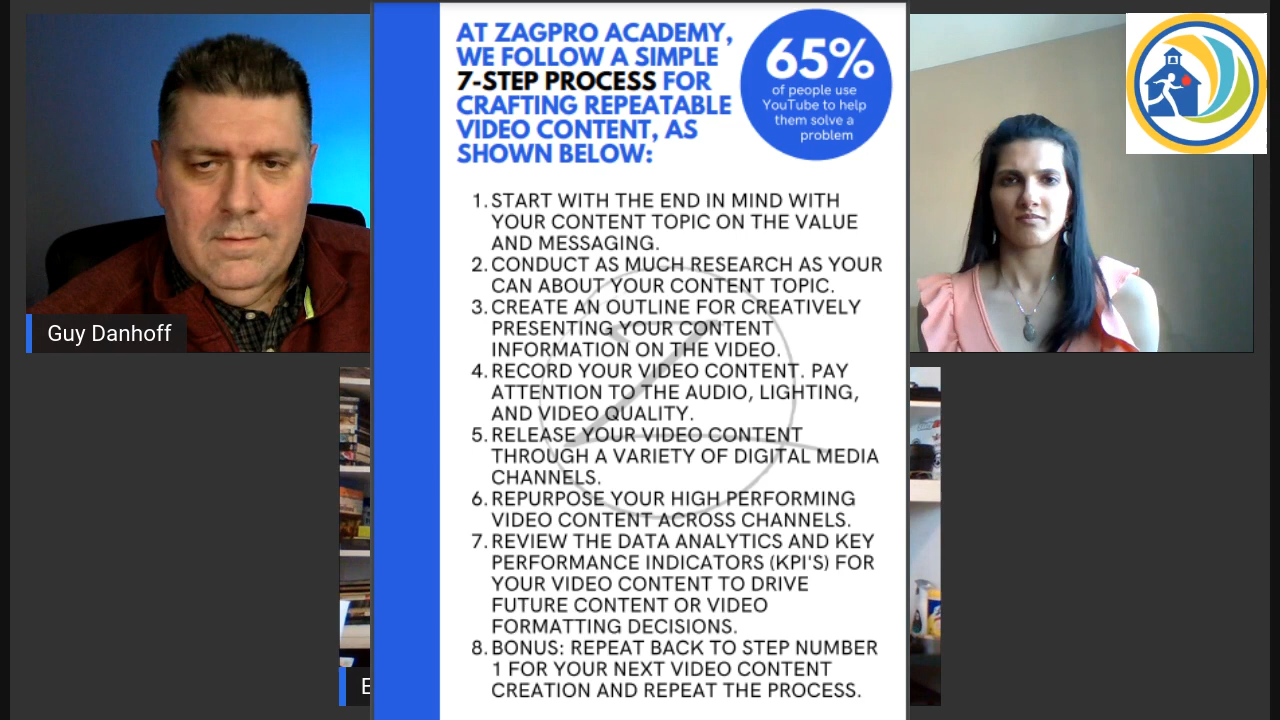 AT ZAGPRO ACADEMY,
WE FOLLOW A SIMPLE
7-STEP PROCESS FOR
CRAFTING REPEATABLE
VIDEO CONTENT, AS
SHOWN BELOW:
65%
of people use
YouTube to help
them solve a
problem
1. START WITH THE END IN MIND WITH
YOUR CONTENT TOPIC ON THE VALUE
AND MESSAGING.
2. CONDUCT AS MUCH RESEARCH AS YOUR
CAN ABOUT YOUR CONTENT TOPIC.
3. CREATE AN OUTLINE FOR CREATIVELY
PRESENTING YOUR CONTENT
INFORMATION ON THE VIDEO.
4. RECORD YOUR VIDEO CONTENT. PAY
ATTENTION TO THE AUDIO, LIGHTING,
AND VIDEO QUALITY.
5. RELEASE YOUR VIDEO CONTENT
THROUGH A VARIETY OF DIGITAL MEDIA
CHANNELS.
6. REPURPOSE YOUR HIGH PERFORMING
VIDEO CONTENT ACROSS CHANNELS.
7. REVIEW THE DATA ANALYTICS AND KEY
PERFORMANCE INDICATORS (KPI'S) FOR
YOUR VIDEO CONTENT TO DRIVE
FUTURE CONTENT OR VIDEO
FORMATTING DECISIONS.
8. BONUS: REPEAT BACK TO STEP NUMBER
1 FOR YOUR NEXT VIDEO CONTENT
CREATION AND REPEAT THE PROCESS.
Guy Danhoff